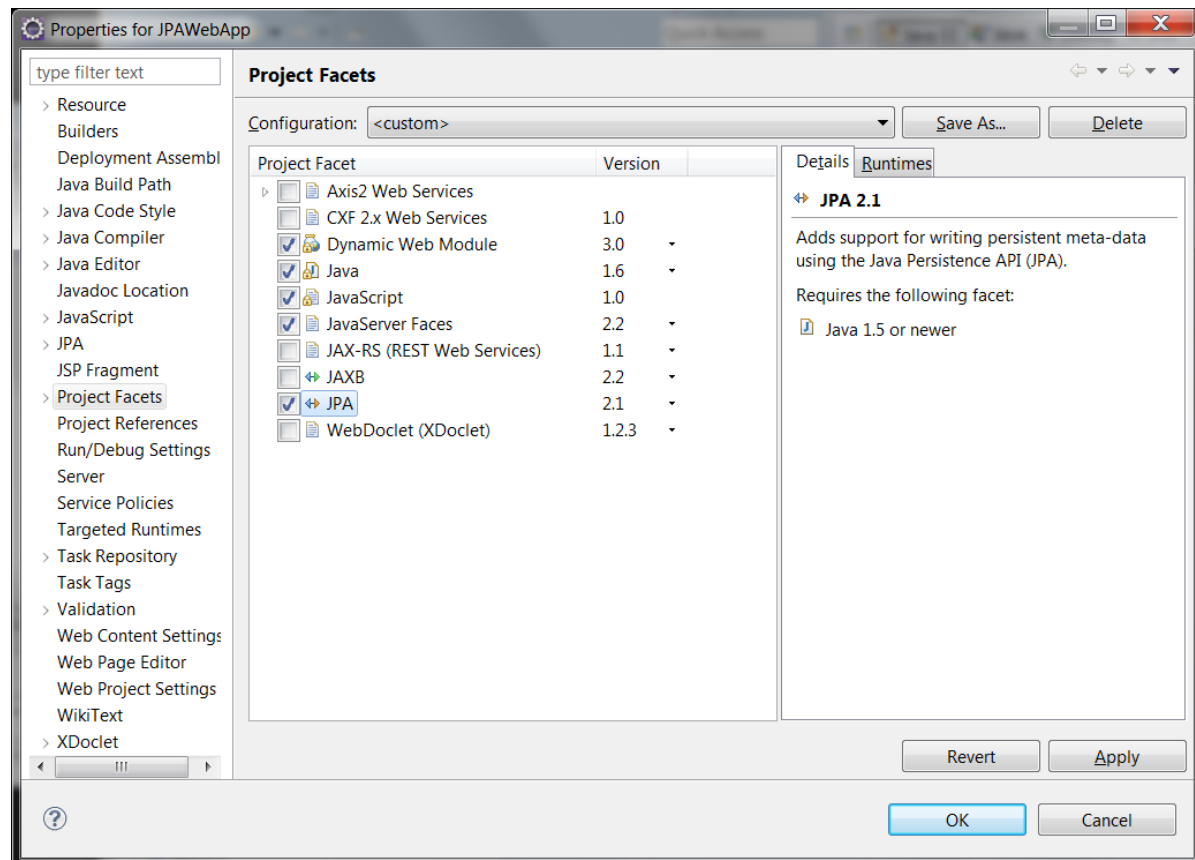 Properties for JPAWebApp
Quick Access
type filter text
Resource
Builders
Deployment Assembl
Java Build Path
Java Code Style
Java Compiler
Java Editor
Javadoc Location
JavaScript
JPA
JSP Fragment
Project Facets
Project References
Run/Debug Settings
Server
Service Policies
Targeted Runtimes
Task Repository
Task Tags
Validation
Web Content Settings
Web Page Editor
Web Project Settings
WikiText
XDoclet
Project Facets
Configuration: <custom> Save As... Delete
Project Facet Version
Axis2 Web Services
CXF 2.x Web Services 1.0
Dynamic Web Module 3.0
Java 1.6
JavaScript 1.0
JavaServer Faces 2.2
JAX-RS (REST Web Services) 1.1
JAXB 2.2
JPA 2.1
WebDoclet (XDoclet) 1.2.3
Details Runtimes
JPA 2.1
Adds support for writing persistent meta-data
using the Java Persistence API (JPA).
Requires the following facet:
Java 1.5 or newer
Revert Apply
OK Cancel